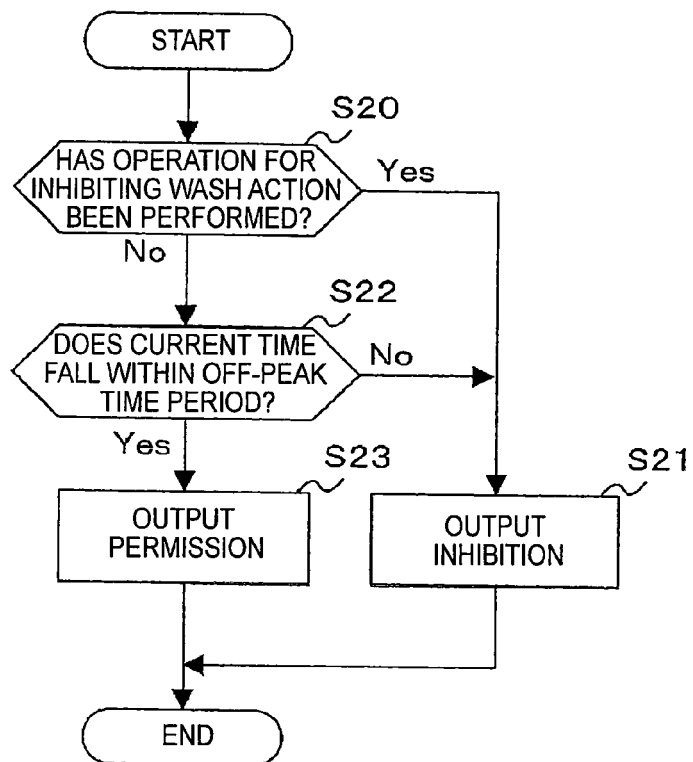 START
S20
HAS OPERATION FOR
INHIBITING WASH ACTION
BEEN PERFORMED?
Yes
No
S22
DOES CURRENT TIME
FALL WITHIN OFF-PEAK
TIME PERIOD?
No
Yes
S23
OUTPUT
PERMISSION
S21
OUTPUT
INHIBITION
END